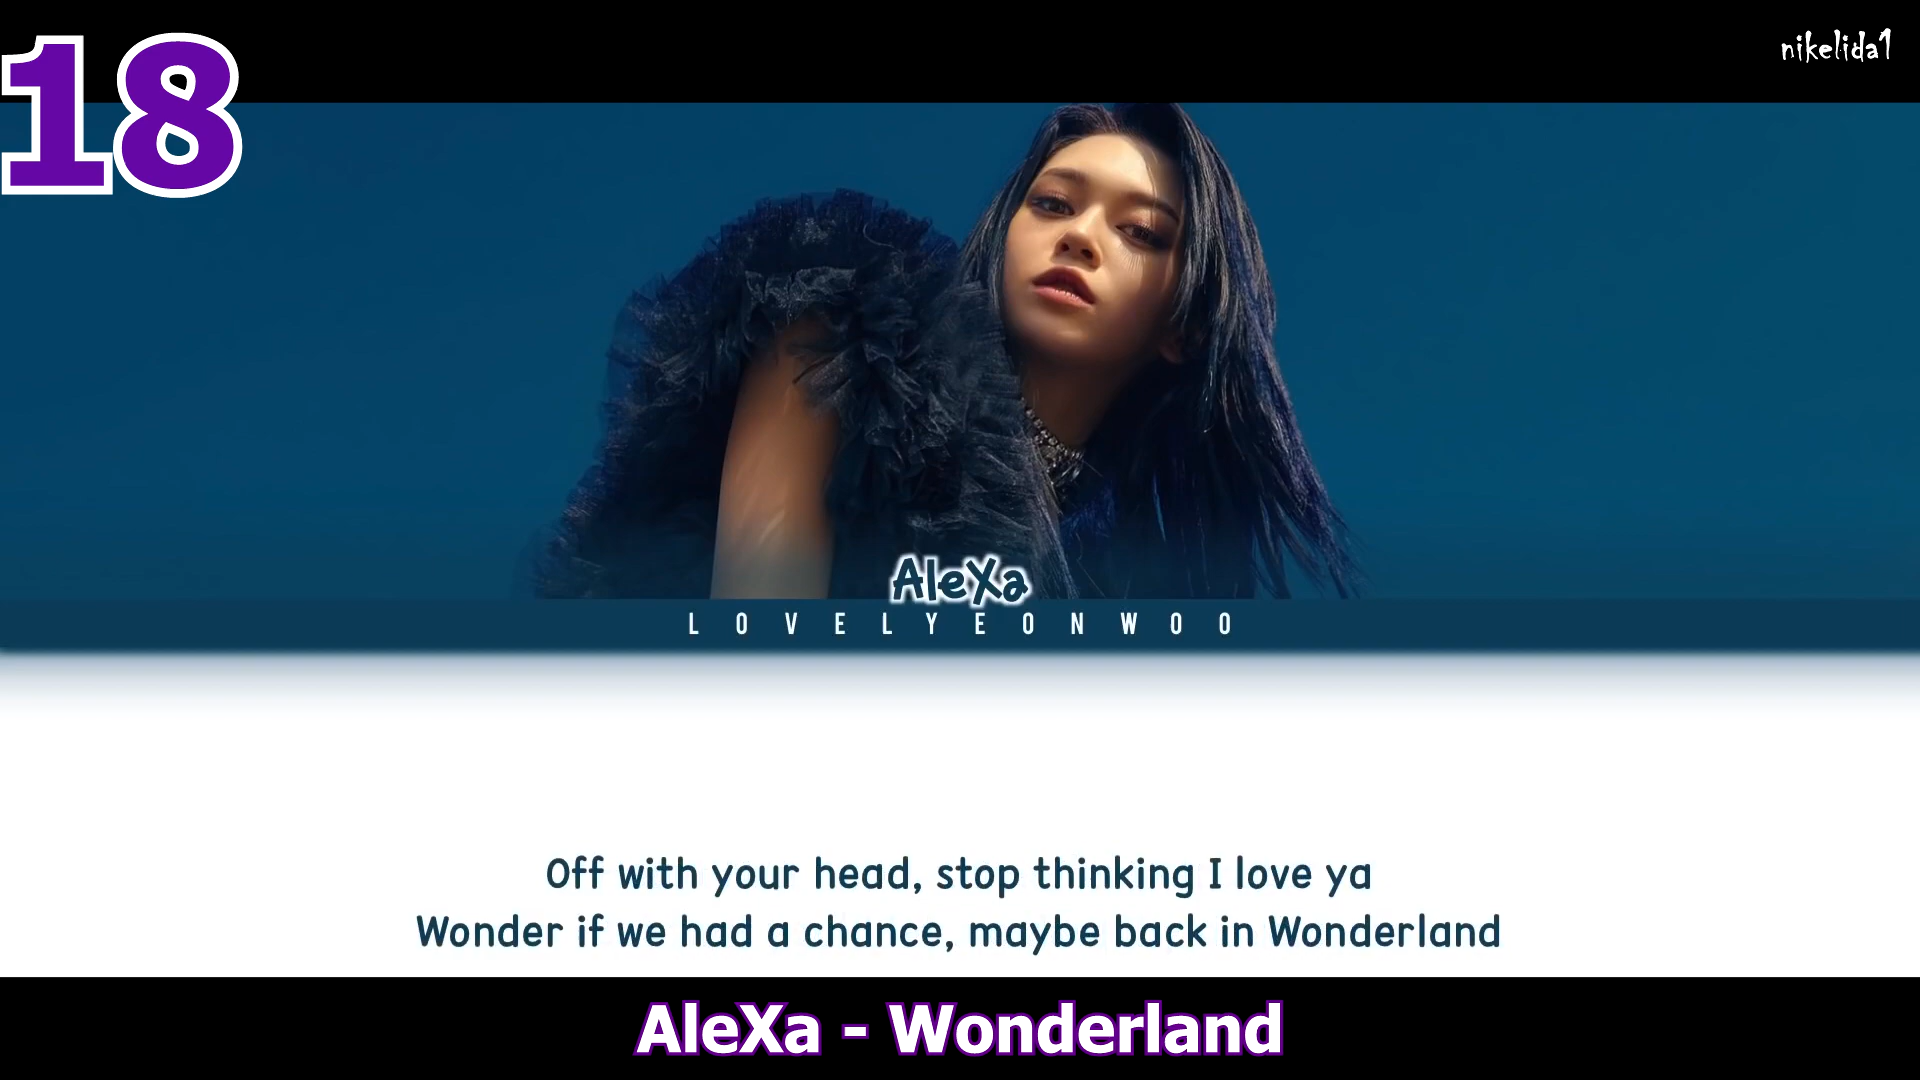 18
nikelida1
AleXa
LOVELYEONWOO
Off with your head, stop thinking I love ya
Wonder if we had a chance, maybe back in Wonderland
AleXa - Wonderland